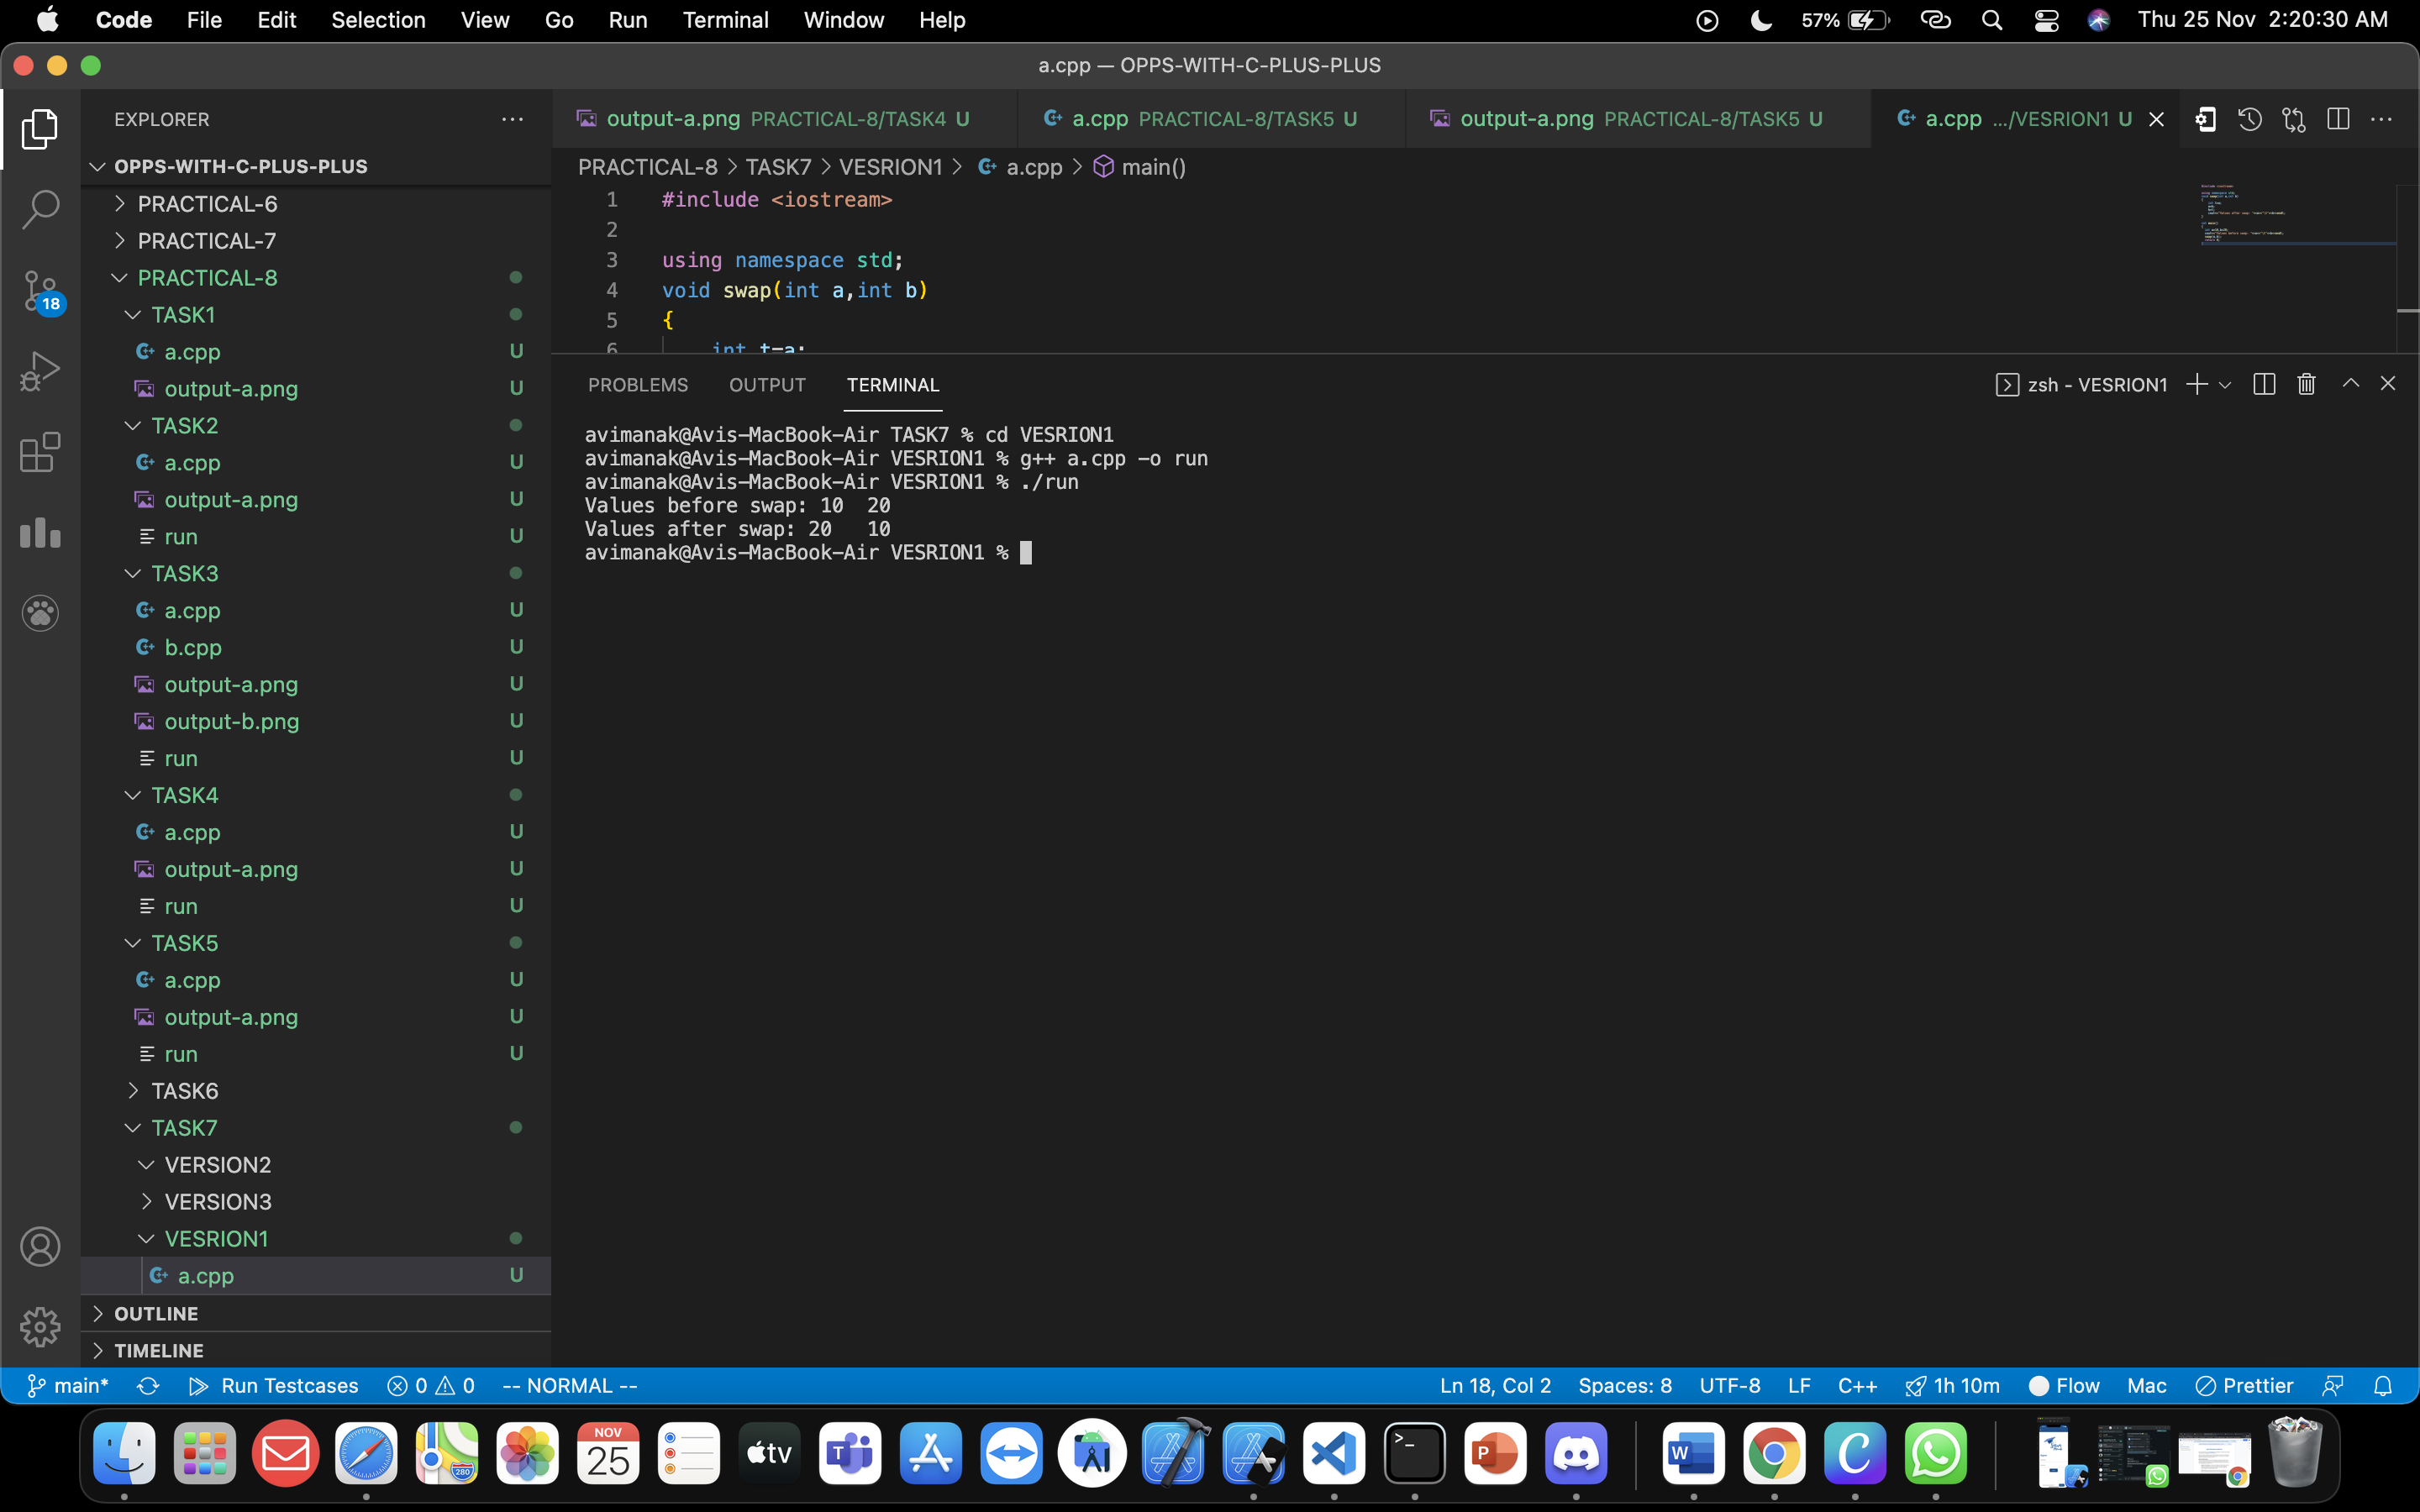 Code File Edit Selection View Go Run Terminal Window Help 57% Thu 25 Nov 2:20:30 AM
a.cpp — OPPS-WITH-C-PLUS-PLUS
EXPLORER
output-a.png PRACTICAL-8/TASK4 U a.cpp PRACTICAL-8/TASK5 U output-a.png PRACTICAL-8/TASK5 U a.cpp .../VESRION1 U
OPPS-WITH-C-PLUS-PLUS
PRACTICAL-6
PRACTICAL-7
PRACTICAL-8
TASK1
a.cpp U
output-a.png U
TASK2
a.cpp U
output-a.png U
run U
TASK3
a.cpp U
b.cpp U
output-a.png U
output-b.png U
run U
TASK4
a.cpp U
output-a.png U
run U
TASK5
a.cpp U
output-a.png U
run U
TASK6
TASK7
VERSION2
VERSION3
VESRION1
a.cpp U
OUTLINE
TIMELINE
18
PRACTICAL-8 > TASK7 > VESRION1 > a.cpp > main()
1 #include <iostream>
2
3 using namespace std;
4 void swap(int a,int b)
5 {
6 int t=a;
PROBLEMS OUTPUT TERMINAL zsh - VESRION1
avimanak@Avis-MacBook-Air TASK7 % cd VESRION1
avimanak@Avis-MacBook-Air VESRION1 % g++ a.cpp -o run
avimanak@Avis-MacBook-Air VESRION1 % ./run
Values before swap: 10  20
Values after swap: 20   10
avimanak@Avis-MacBook-Air VESRION1 %
main* Run Testcases 0 0 -- NORMAL -- Ln 18, Col 2 Spaces: 8 UTF-8 LF C++ 1h 10m Flow Mac Prettier
NOV
25
tv
280